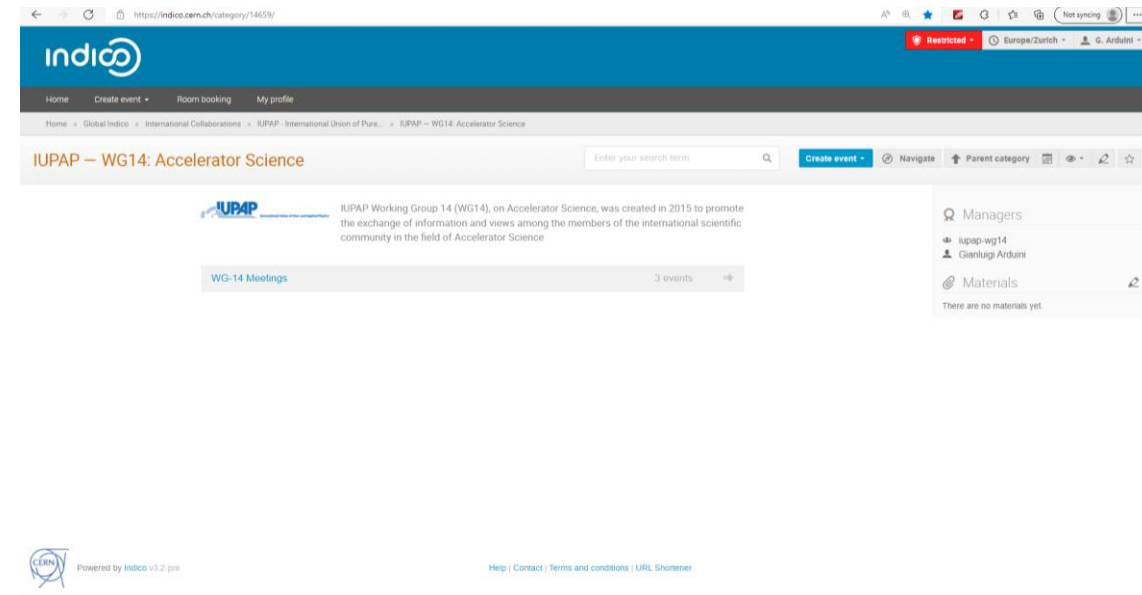 https://indico.cern.ch/category/14659/
Not syncing
indico
Restricted
Europe/Zurich
G. Arduini
Home Create event Room booking My profile
Home » Global Indico » International Collaborations » IUPAP - International Union of Pure... » IUPAP – WG14: Accelerator Science
IUPAP — WG14: Accelerator Science
Enter your search term
Create event
Navigate
Parent category
IUPAP
IUPAP Working Group 14 (WG14), on Accelerator Science, was created in 2015 to promote
the exchange of information and views among the members of the international scientific
community in the field of Accelerator Science
WG-14 Meetings 3 events
Managers
iupap-wg14
Gianluigi Arduini
Materials
There are no materials yet.
CERN
Powered by Indico v3.2-pre
Help | Contact | Terms and conditions | URL Shortener